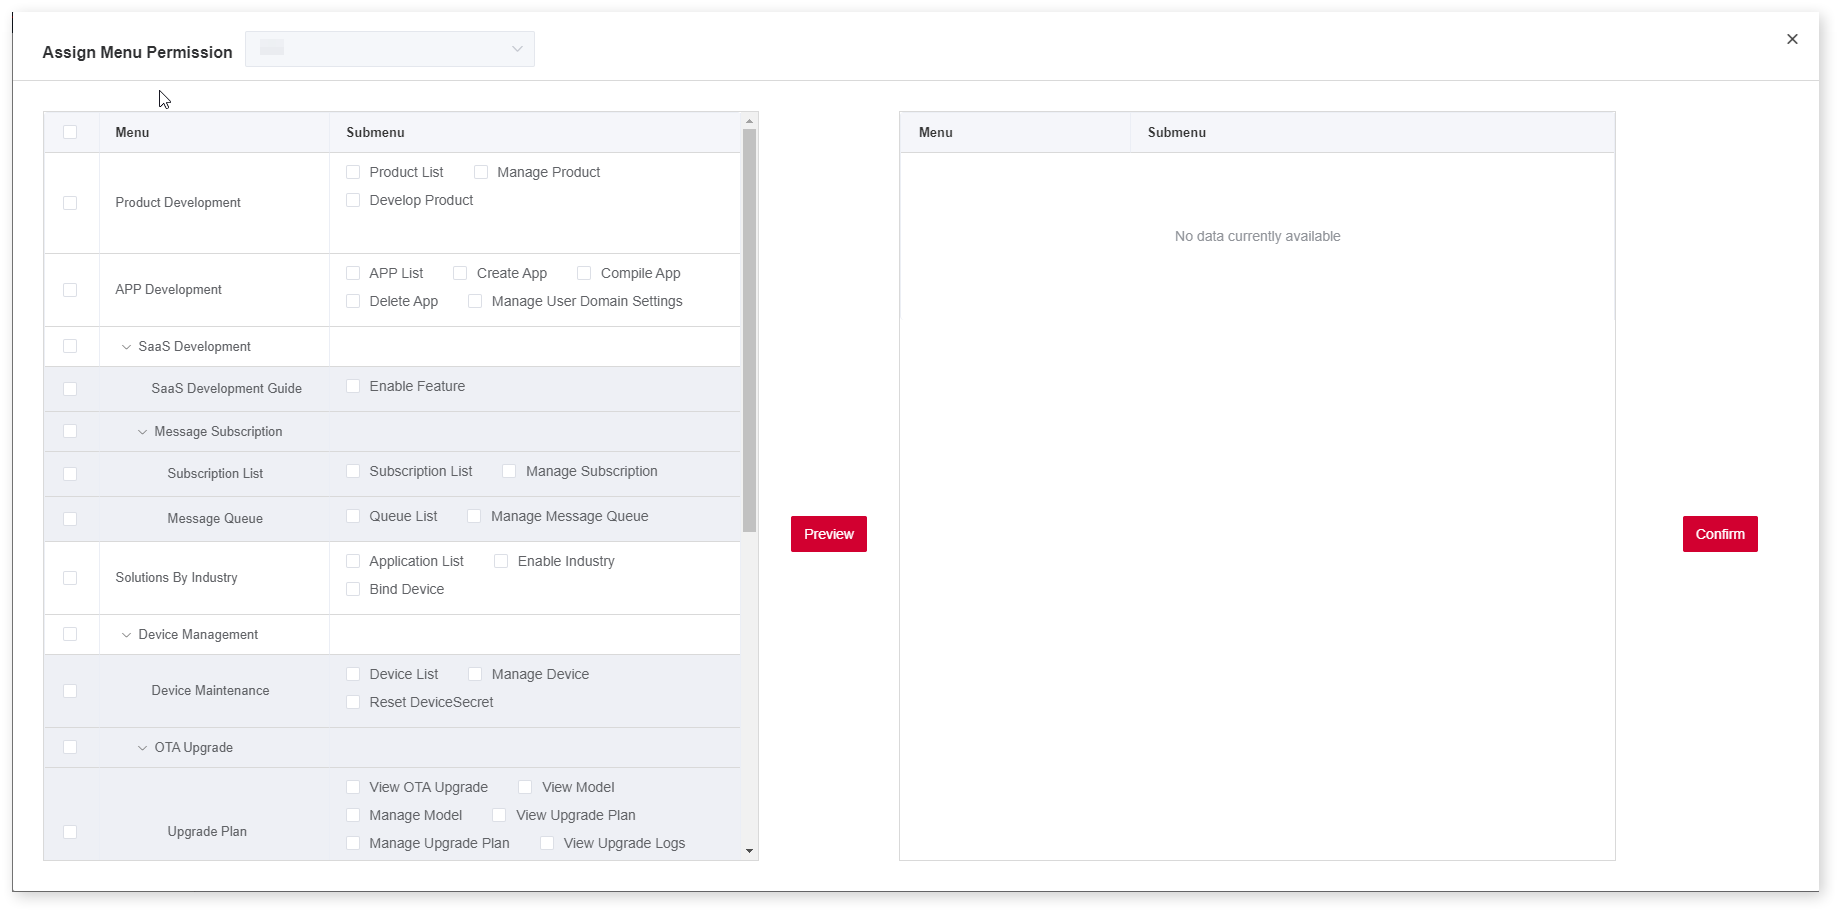 Assign Menu Permission
Menu Submenu
Product Development
Product List Manage Product
Develop Product
APP Development
APP List Create App Compile App
Delete App Manage User Domain Settings
SaaS Development
SaaS Development Guide Enable Feature
Message Subscription
Subscription List Subscription List Manage Subscription
Message Queue Queue List Manage Message Queue
Solutions By Industry
Application List Enable Industry
Bind Device
Device Management
Device Maintenance
Device List Manage Device
Reset DeviceSecret
OTA Upgrade
Upgrade Plan
View OTA Upgrade View Model
Manage Model View Upgrade Plan
Manage Upgrade Plan View Upgrade Logs
Preview
Menu Submenu
No data currently available
Confirm